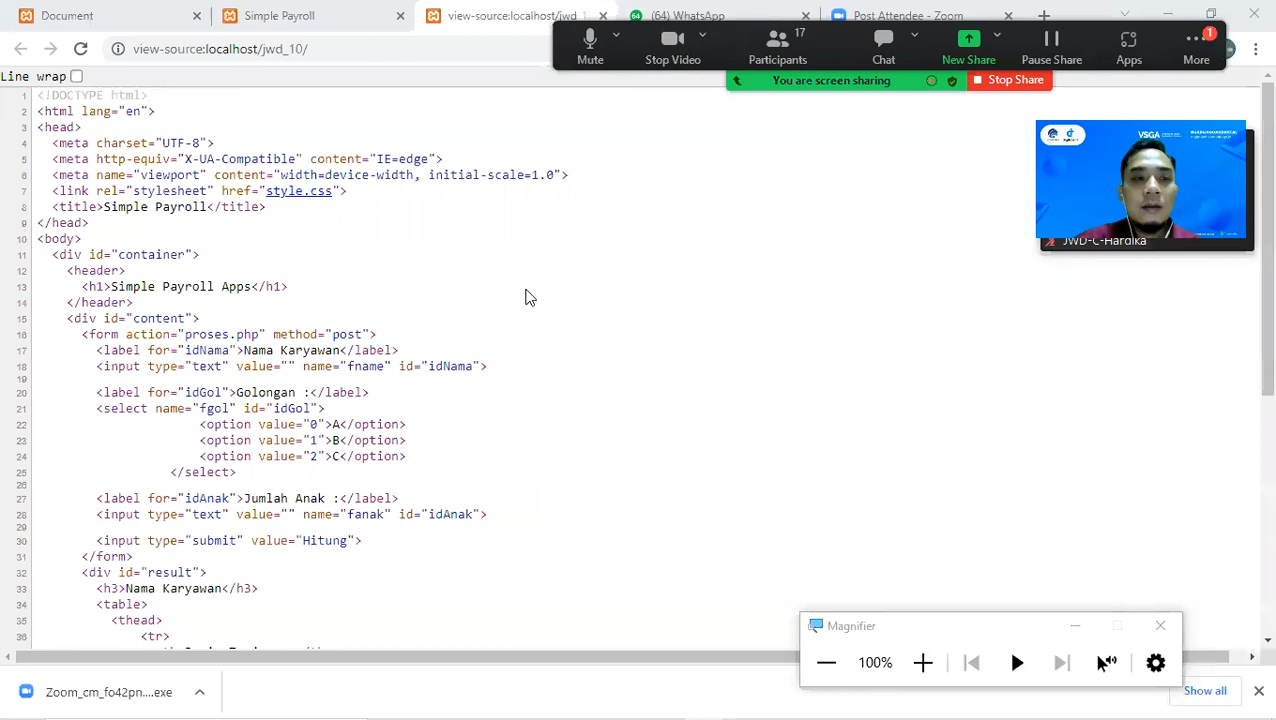 Document
Simple Payroll
view-source:localhost/jwd_1
(64) WhatsApp
Post Attendee - Zoom
view-source:localhost/jwd_10/
Mute
Stop Video
17
Participants
Chat
New Share
Pause Share
Apps
1
More
You are screen sharing
Stop Share
Line wrap
1 <!DOCTYPE html>
2 <html lang="en">
3 <head>
4 <meta charset="UTF-8">
5 <meta http-equiv="X-UA-Compatible" content="IE=edge">
6 <meta name="viewport" content="width=device-width, initial-scale=1.0">
7 <link rel="stylesheet" href="style.css">
8 <title>Simple Payroll</title>
9 </head>
10 <body>
11 <div id="container">
12 <header>
13 <h1>Simple Payroll Apps</h1>
14 </header>
15 <div id="content">
16 <form action="proses.php" method="post">
17 <label for="idNama">Nama Karyawan</label>
18 <input type="text" value="" name="fname" id="idNama">
19
20 <label for="idGol">Golongan :</label>
21 <select name="fgol" id="idGol">
22 <option value="0">A</option>
23 <option value="1">B</option>
24 <option value="2">C</option>
25 </select>
26
27 <label for="idAnak">Jumlah Anak :</label>
28 <input type="text" value="" name="fanak" id="idAnak">
29
30 <input type="submit" value="Hitung">
31 </form>
32 <div id="result">
33 <h3>Nama Karyawan</h3>
34 <table>
35 <thead>
36 <tr>
VSGA
JWD-C-Hardika
Magnifier
100%
Zoom_cm_fo42pn....exe
Show all